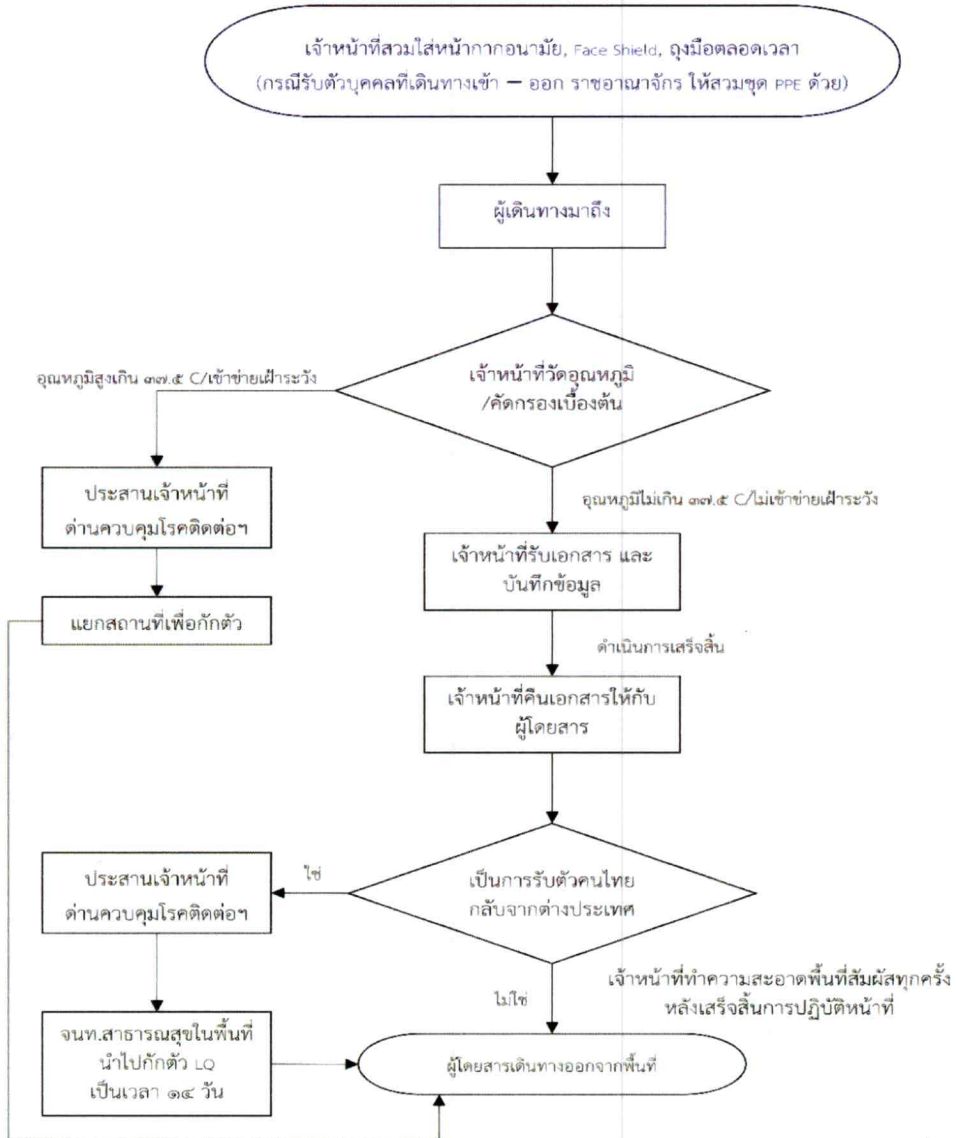 เจ้าหน้าที่สวมใส่หน้ากากอนามัย, Face Shield, ถุงมือตลอดเวลา
(กรณีรับตัวบุคคลที่เดินทางเข้า – ออก ราชอาณาจักร ให้สวมชุด PPE ด้วย)
ผู้เดินทางมาถึง
เจ้าหน้าที่วัดอุณหภูมิ
/คัดกรองเบื้องต้น
อุณหภูมิสูงเกิน ๓๗.๕ C/เข้าข่ายเฝ้าระวัง
ประสานเจ้าหน้าที่
ด่านควบคุมโรคติดต่อฯ
แยกสถานที่เพื่อกักตัว
อุณหภูมิไม่เกิน ๓๗.๕ C/ไม่เข้าข่ายเฝ้าระวัง
เจ้าหน้าที่รับเอกสาร และ
บันทึกข้อมูล
ดำเนินการเสร็จสิ้น
เจ้าหน้าที่คืนเอกสารให้กับ
ผู้โดยสาร
เป็นการรับตัวคนไทย
กลับจากต่างประเทศ
ใช่
ประสานเจ้าหน้าที่
ด่านควบคุมโรคติดต่อฯ
จนท.สาธารณสุขในพื้นที่
นำไปกักตัว LQ
เป็นเวลา ๑๔ วัน
ไม่ใช่
เจ้าหน้าที่ทำความสะอาดพื้นที่สัมผัสทุกครั้ง
หลังเสร็จสิ้นการปฏิบัติหน้าที่
ผู้โดยสารเดินทางออกจากพื้นที่